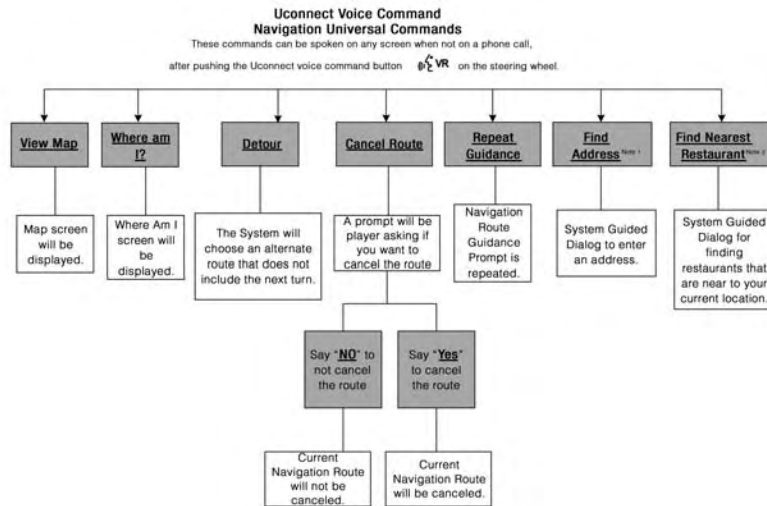 Uconnect Voice Command
Navigation Universal Commands
These commands can be spoken on any screen when not on a phone call,
after pushing the Uconnect voice command button VR on the steering wheel.
View Map
Where am
I?
Detour
Cancel Route
Repeat
Guidance
Find
Address Note 1
Find Nearest
Restaurant Note 2
Map screen
will be
displayed.
Where Am I
screen will
be
displayed.
The System will
choose an alternate
route that does not
include the next turn.
A prompt will be
player asking if
you want to
cancel the route
Navigation
Route
Guidance
Prompt is
repeated.
System Guided
Dialog to enter
an address.
System Guided
Dialog for
finding
restaurants that
are near to your
current location.
Say "NO" to
not cancel
the route
Say "Yes"
to cancel
the route
Current
Navigation Route
will not be
canceled.
Current
Navigation Route
will be canceled.